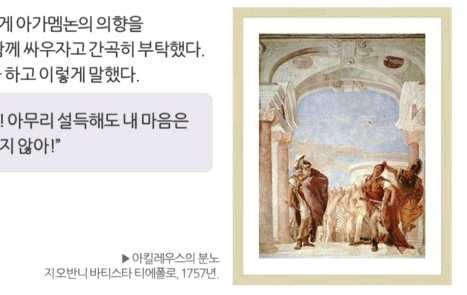 게 아가멤논의 의향을
함께 싸우자고 간곡히 부탁했다.
하고 이렇게 말했다.
! 아무리 설득해도 내 마음은
지 않아!”
▶ 아킬레우스의 분노
지오반니 바티스타 티에폴로, 1757년.